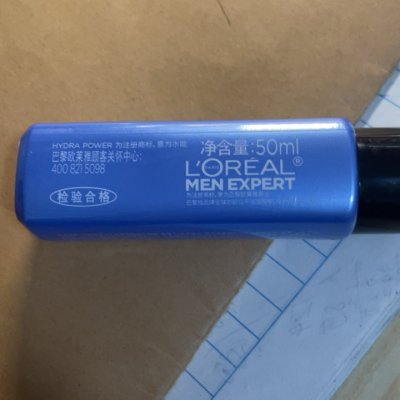 HYDRA POWER 为注册商标，意为水能
巴黎欧莱雅顾客关怀中心：
400 821 5098
检验合格
净含量:50ml
L'ORÉAL®
PARIS
MEN EXPERT